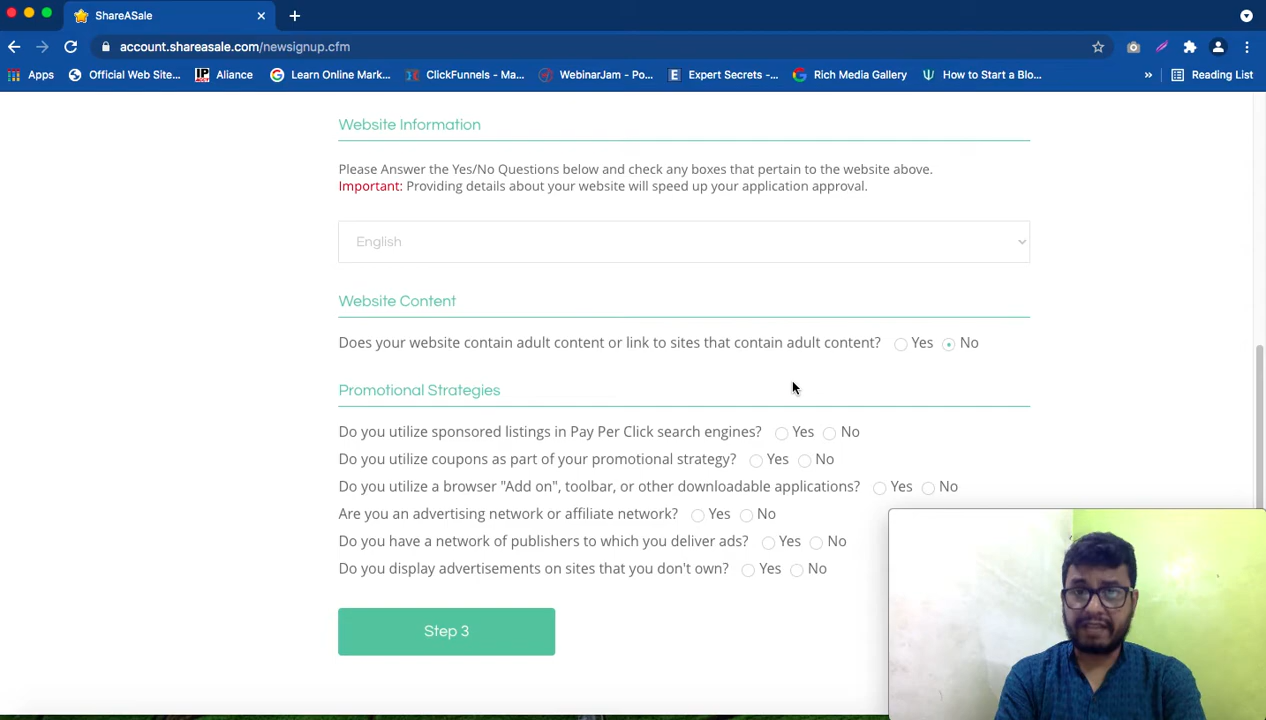 ShareASale
account.shareasale.com/newsignup.cfm
Apps
Official Web Site...
IP
Aliance
Learn Online Mark...
ClickFunnels - Ma...
WebinarJam - Po...
E
Expert Secrets -...
Rich Media Gallery
How to Start a Blo...
»
Reading List
Website Information
Please Answer the Yes/No Questions below and check any boxes that pertain to the website above.
Important: Providing details about your website will speed up your application approval.
English
Website Content
Does your website contain adult content or link to sites that contain adult content? Yes No
Promotional Strategies
Do you utilize sponsored listings in Pay Per Click search engines? Yes No
Do you utilize coupons as part of your promotional strategy? Yes No
Do you utilize a browser "Add on", toolbar, or other downloadable applications? Yes No
Are you an advertising network or affiliate network? Yes No
Do you have a network of publishers to which you deliver ads? Yes No
Do you display advertisements on sites that you don't own? Yes No
Step 3